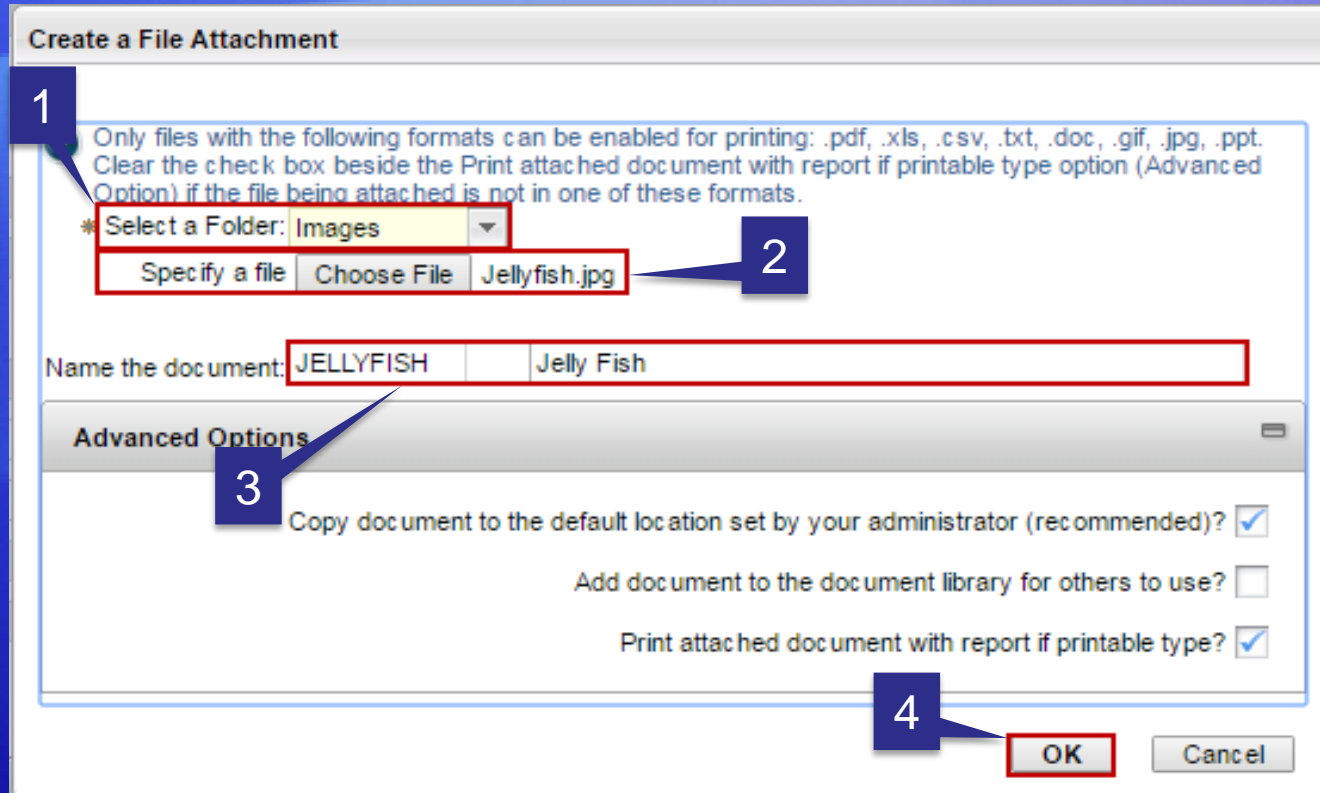 Create a File Attachment
1
Only files with the following formats can be enabled for printing: .pdf, .xls, .csv, .txt, .doc, .gif, .jpg, .ppt.
Clear the check box beside the Print attached document with report if printable type option (Advanced
Option) if the file being attached is not in one of these formats.
* Select a Folder: Images
2
Specify a file Choose File Jellyfish.jpg
Name the document: JELLYFISH Jelly Fish
Advanced Options
3
Copy document to the default location set by your administrator (recommended)?
Add document to the document library for others to use?
Print attached document with report if printable type?
4
OK Cancel